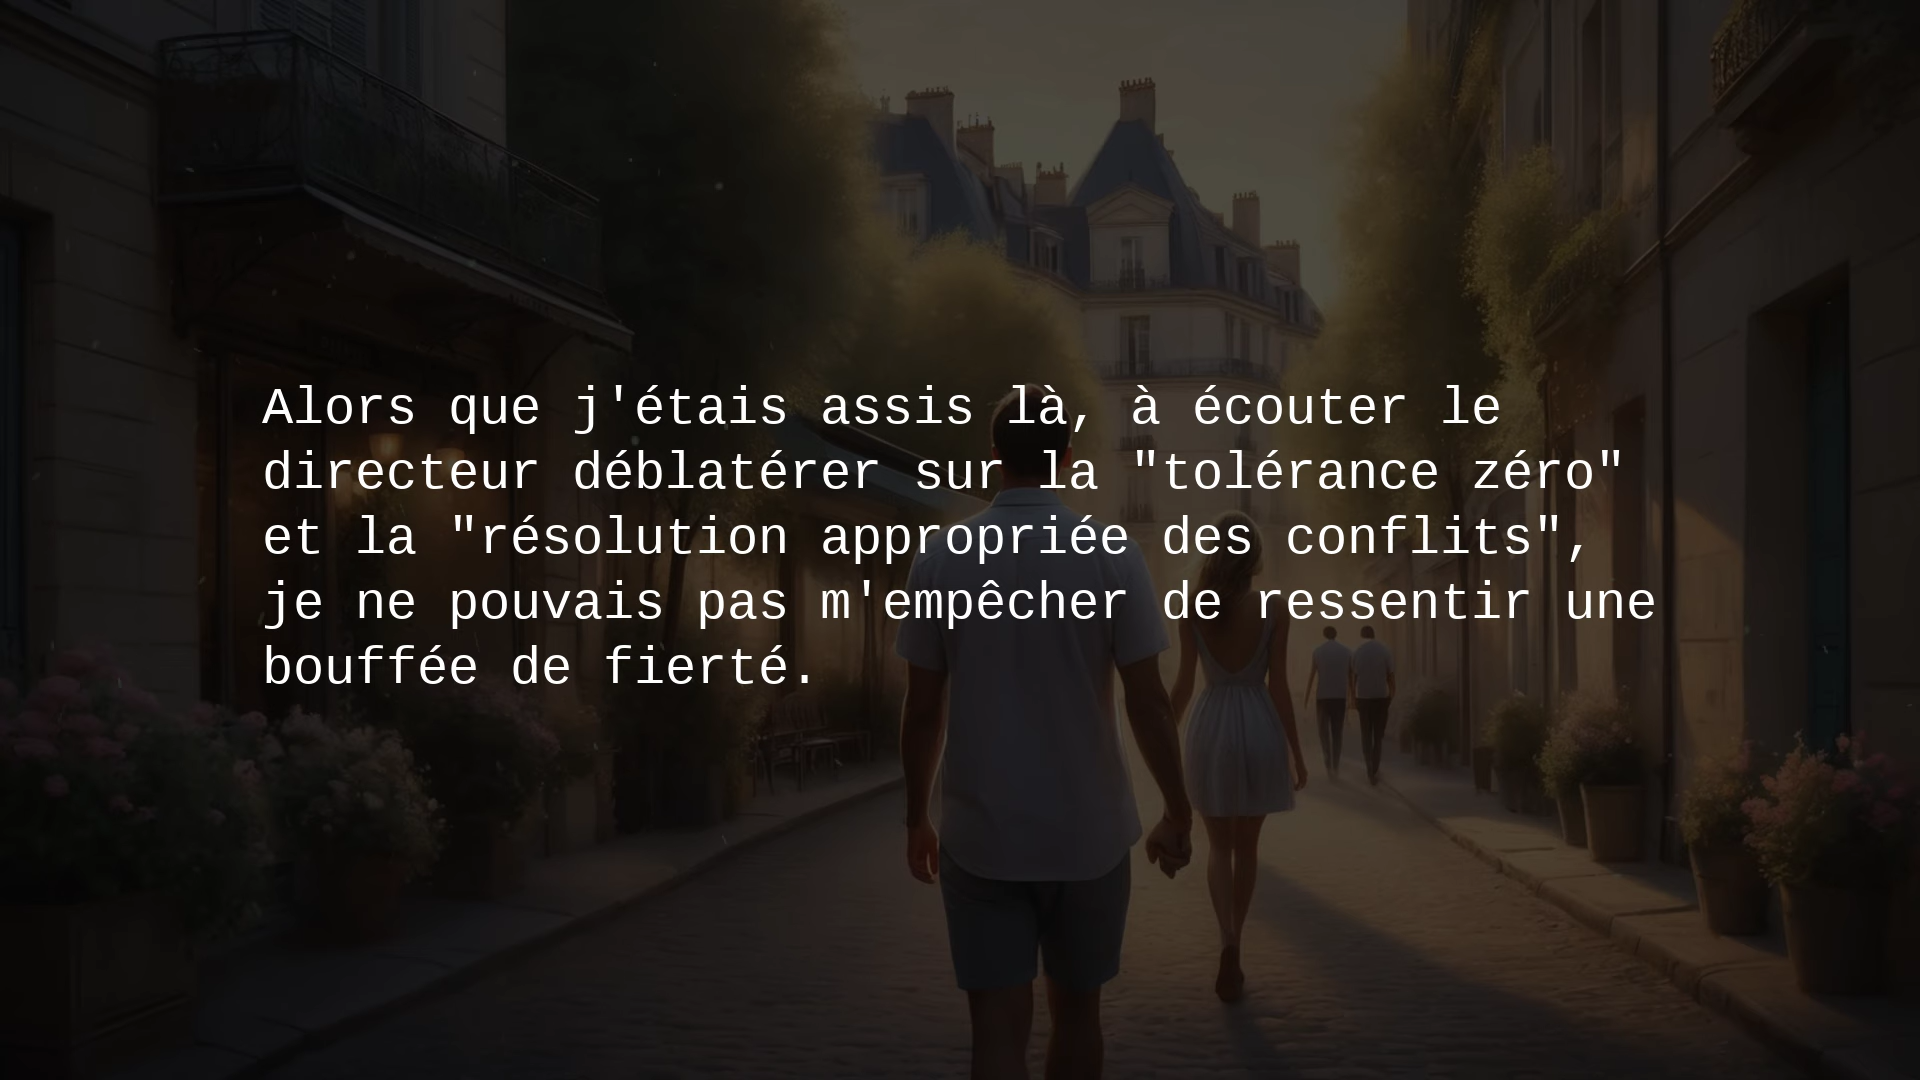 Alors que j'étais assis là, à écouter le
directeur déblatérer sur la "tolérance zéro"
et la "résolution appropriée des conflits",
je ne pouvais pas m'empêcher de ressentir une
bouffée de fierté.